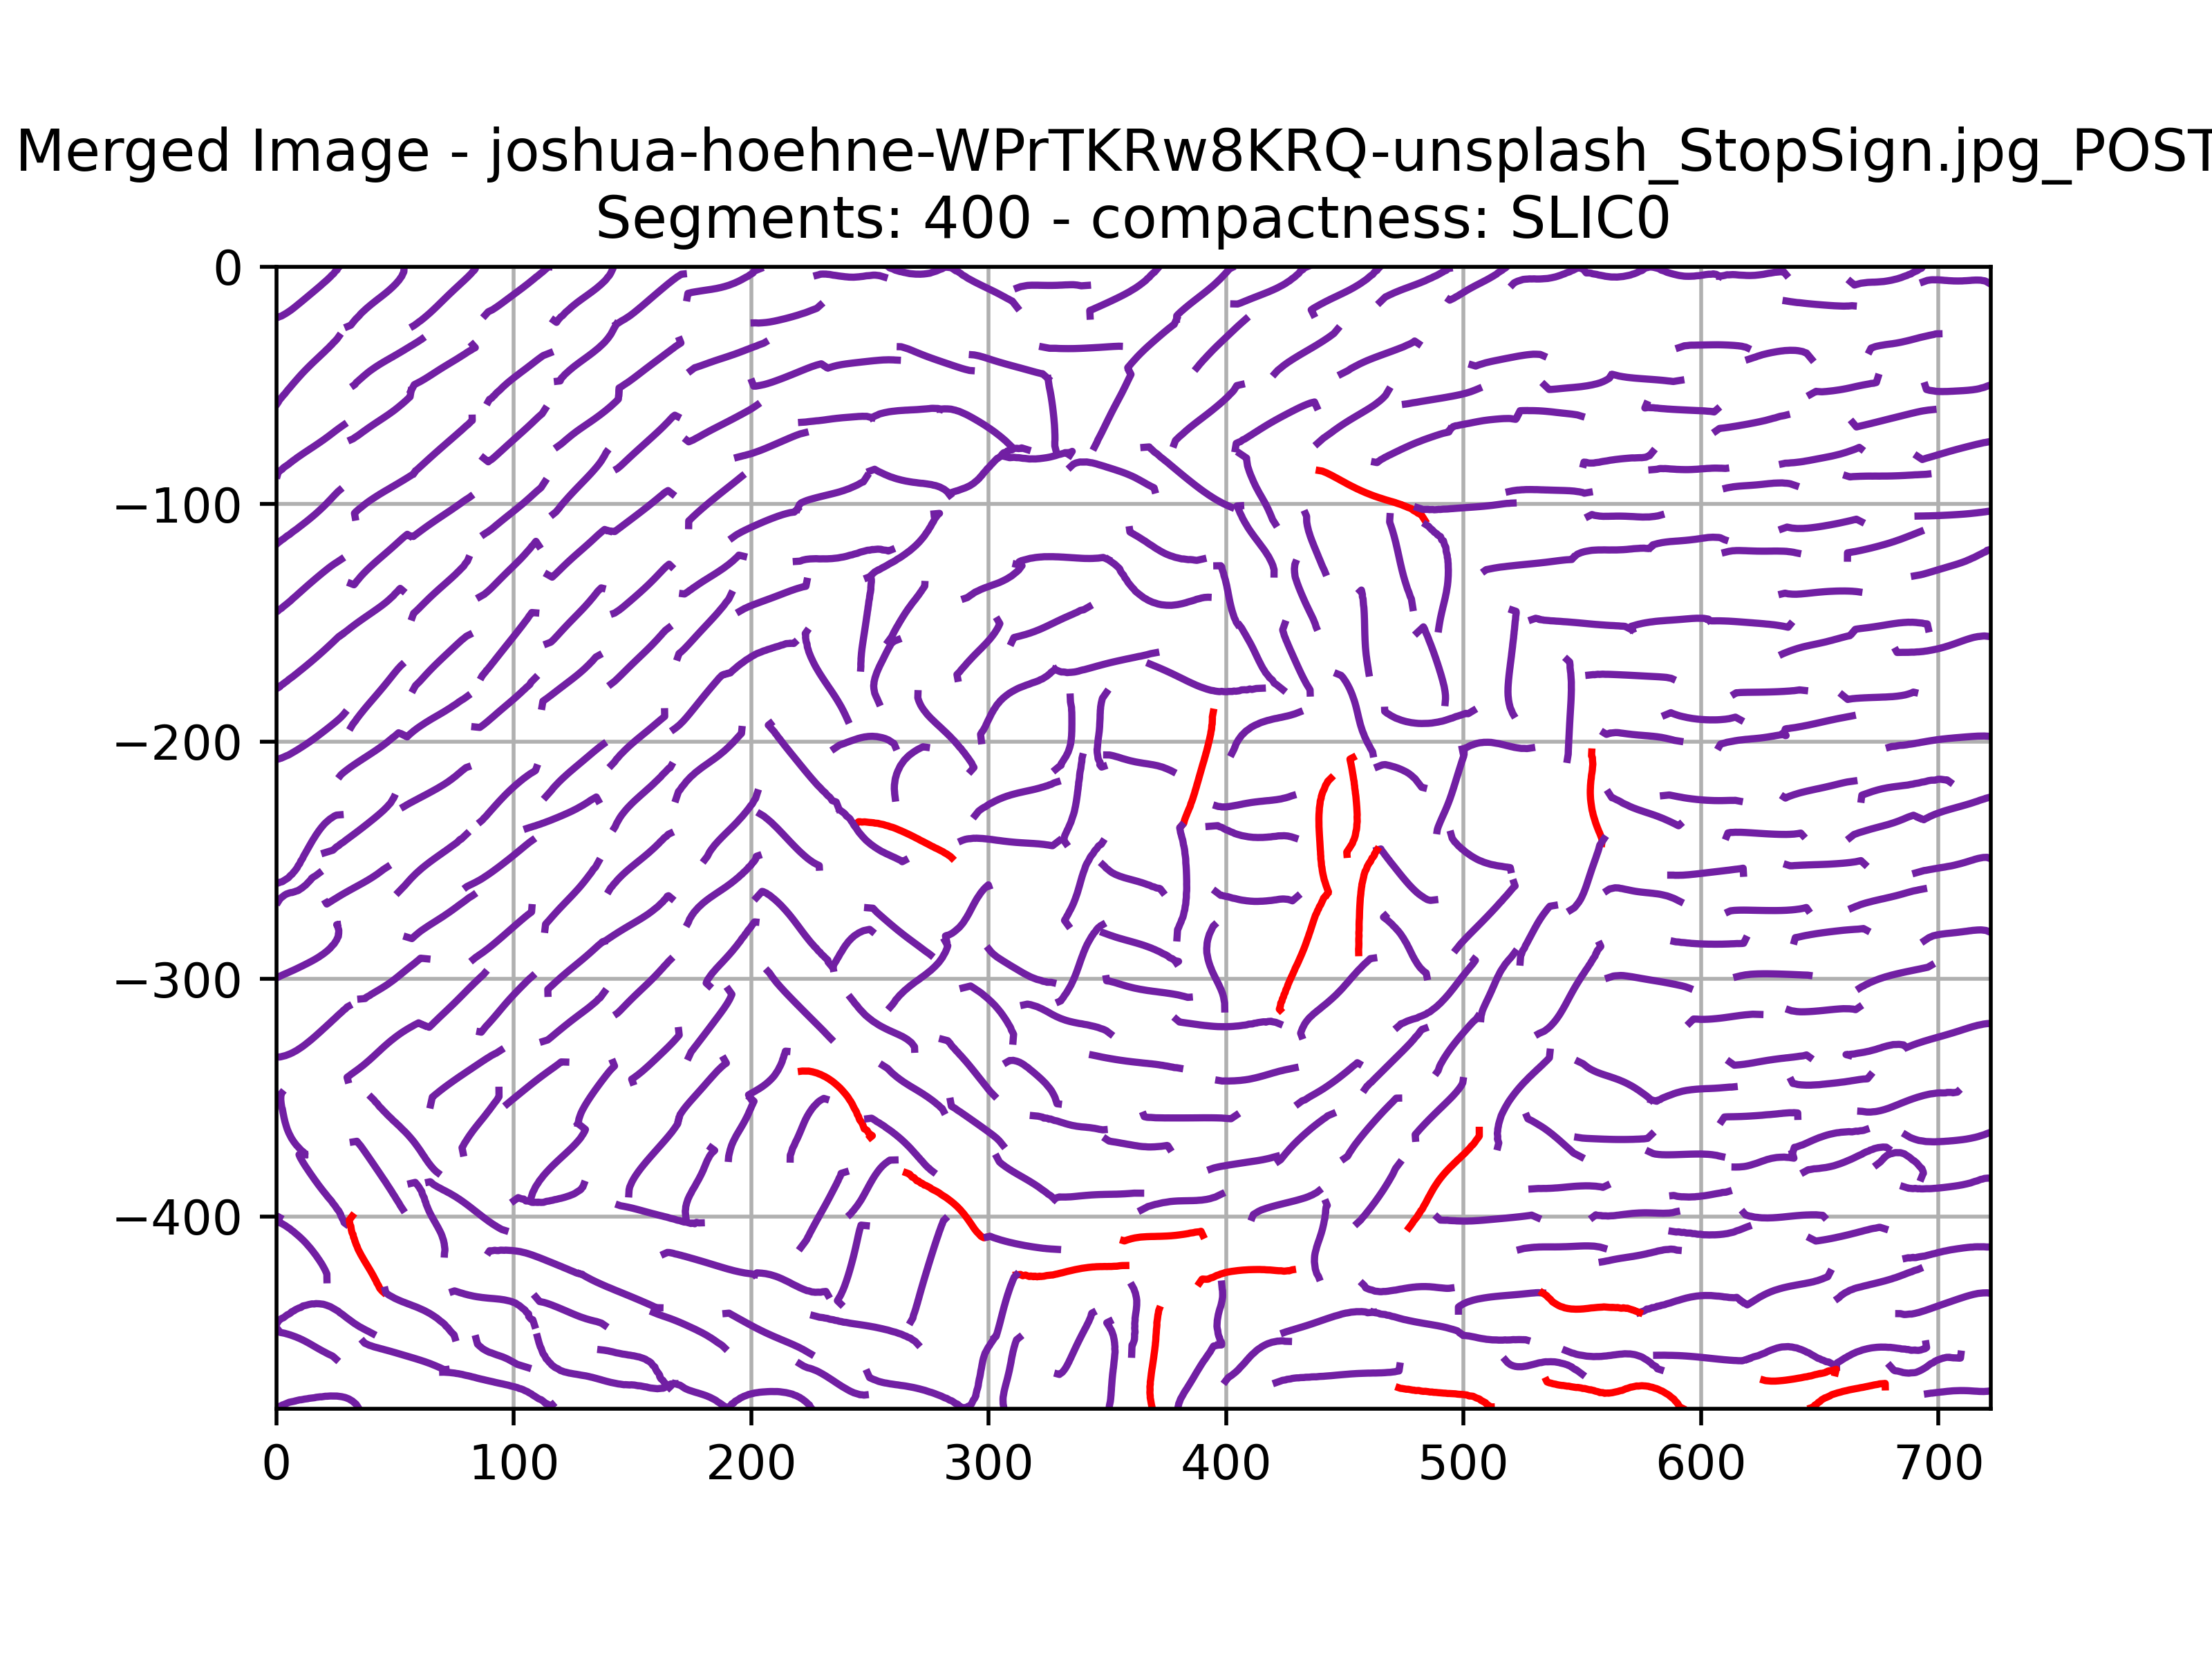 Merged Image - joshua-hoehne-WPrTKRw8KRQ-unsplash_StopSign.jpg_POST
Segments: 400 - compactness: SLIC0
0
−100
−200
−300
−400
0 100 200 300 400 500 600 700